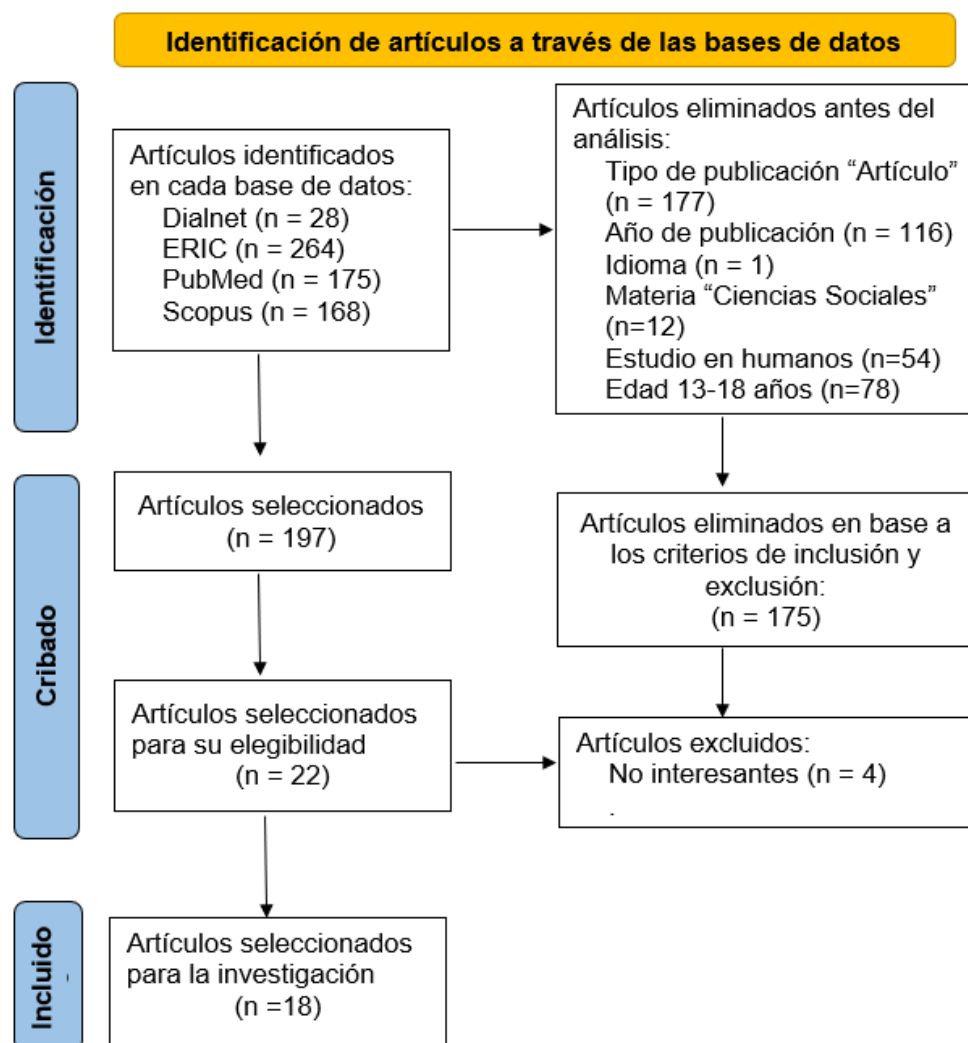 Identificación de artículos a través de las bases de datos
Identificación
Artículos identificados
en cada base de datos:
Dialnet (n = 28)
ERIC (n = 264)
PubMed (n = 175)
Scopus (n = 168)
Artículos eliminados antes del
análisis:
Tipo de publicación “Artículo”
(n = 177)
Año de publicación (n = 116)
Idioma (n = 1)
Materia “Ciencias Sociales”
(n=12)
Estudio en humanos (n=54)
Edad 13-18 años (n=78)
Cribado
Artículos seleccionados
(n = 197)
Artículos eliminados en base a
los criterios de inclusión y
exclusión:
(n = 175)
Artículos seleccionados
para su elegibilidad
(n = 22)
Artículos excluidos:
No interesantes (n = 4)
.
Incluido
Artículos seleccionados
para la investigación
(n =18)